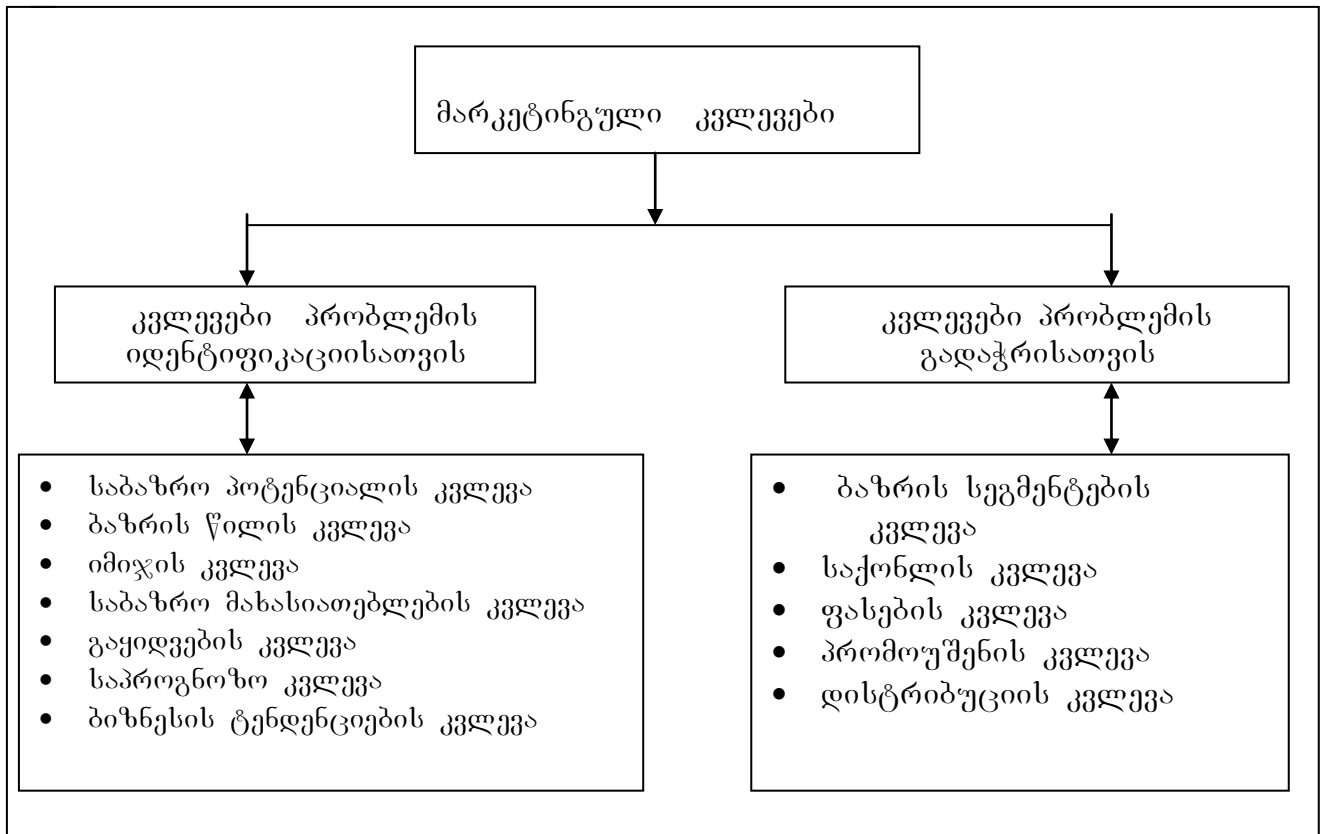 მარკეტინგული კვლევები
კვლევები პრობლემის
იდენტიფიკაციისათვის
კვლევები პრობლემის
გადაჭრისათვის
• საბაზრო პოტენციალის კვლევა
• ბაზრის წილის კვლევა
• იმიჯის კვლევა
• საბაზრო მახასიათებლების კვლევა
• გაყიდვების კვლევა
• საპროგნოზო კვლევა
• ბიზნესის ტენდენციების კვლევა
• ბაზრის სეგმენტების
კვლევა
• საქონლის კვლევა
• ფასების კვლევა
• პრომოუშენის კვლევა
• დისტრიბუციის კვლევა